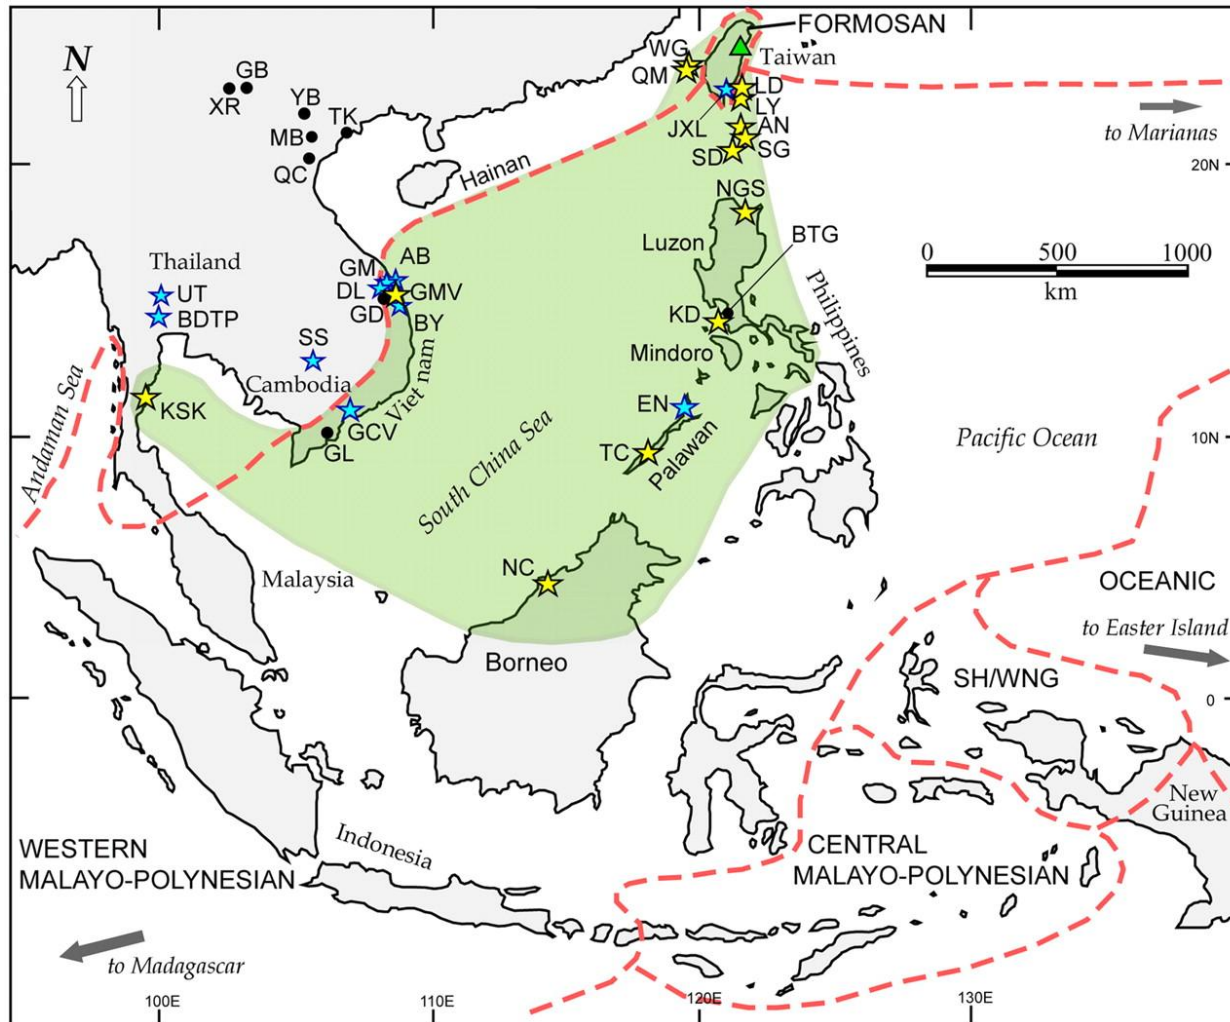 FORMOSAN
N
WG
Taiwan
GB
QM
XR
YB
LD
TK
LY
JXL
AN
to Marianas
MB
SG
SD
20N
QC
Hainan
NGS
BTG
Luzon
0
500
1000
km
AB
Thailand
GM
UT
DL
GMV
GD
BDTP
BY
KD
Philippines
SS
Mindoro
Andaman Sea
Cambodia
Viet nam
EN
KSK
GCV
GL
10N
Pacific Ocean
TC
Palawan
South China Sea
NC
Malaysia
OCEANIC
to Easter Island
Borneo
SH/WNG
0
New
Guinea
Indonesia
WESTERN
MALAYO-POLYNESIAN
CENTRAL
MALAYO-POLYNESIAN
to Madagascar
100E
110E
120E
130E